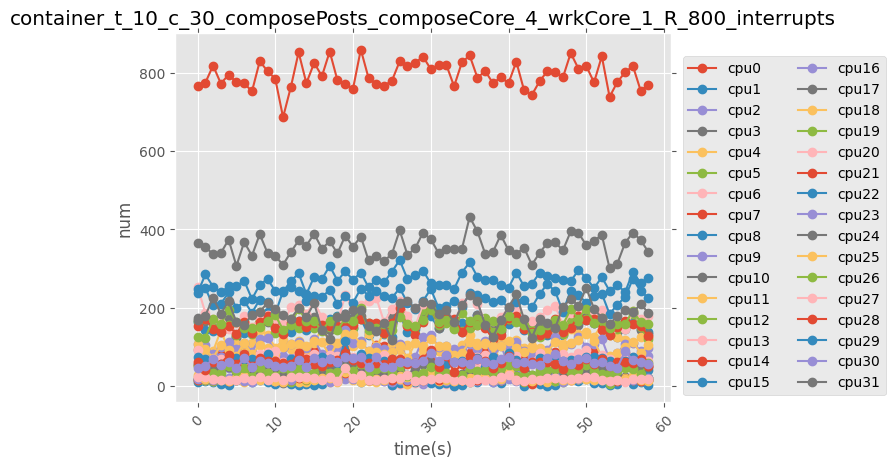 container_t_10_c_30_composePosts_composeCore_4_wrkCore_1_R_800_interrupts
num
800
600
400
200
0
0
10
20
30
40
50
60
time(s)
cpu0
cpu1
cpu2
cpu3
cpu4
cpu5
cpu6
cpu7
cpu8
cpu9
cpu10
cpu11
cpu12
cpu13
cpu14
cpu15
cpu16
cpu17
cpu18
cpu19
cpu20
cpu21
cpu22
cpu23
cpu24
cpu25
cpu26
cpu27
cpu28
cpu29
cpu30
cpu31